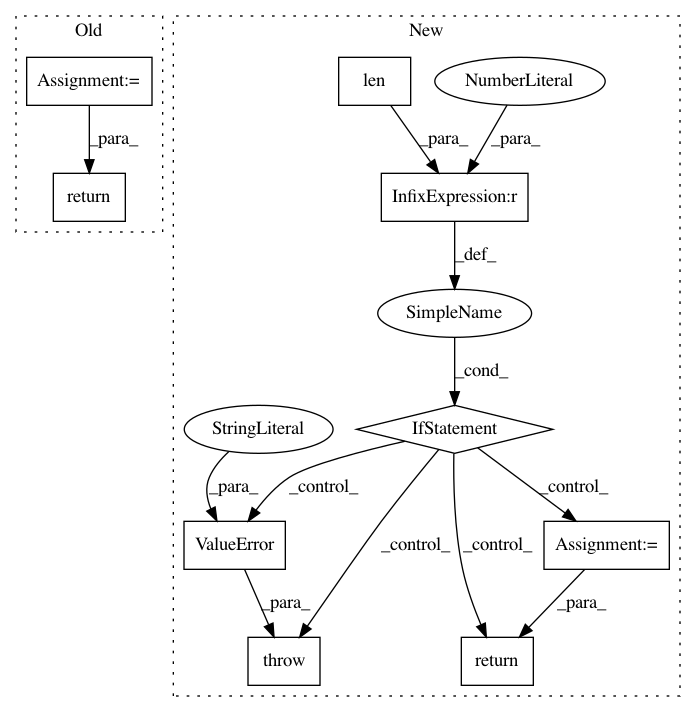 Old
New
Assignment:=
len
NumberLiteral
_para_
_para_
_para_
return
InfixExpression:r
_def_
SimpleName
_cond_
StringLiteral
IfStatement
_para_
_control_
_control_
_control_
_control_
ValueError
Assignment:=
_para_
_para_
throw
return